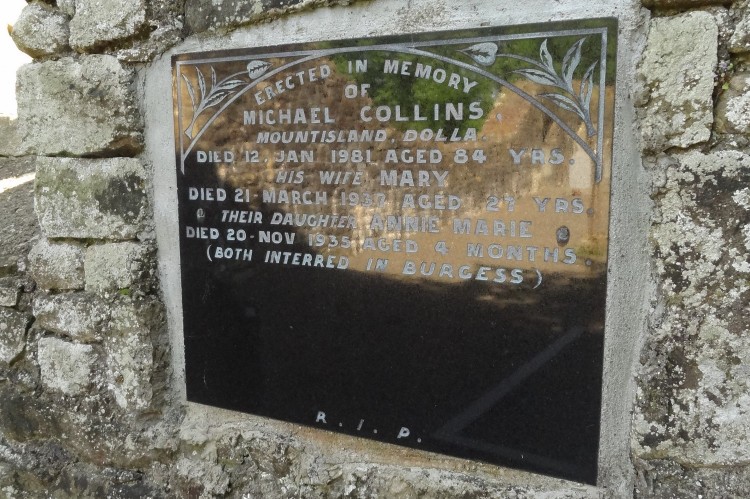 ERECTED IN MEMORY
OF
MICHAEL COLLINS,
MOUNTISLAND, DOLLA
DIED 12, JAN 1981, AGED 84 YRS.
HIS WIFE, MARY
DIED 21 MARCH 1937, AGED 27 YRS
THEIR DAUGHTER, ANNIE MARIE
DIED 20-NOV 1935, AGED 4 MONTHS.
(BOTH INTERRED IN BURGESS)
R.I.P.